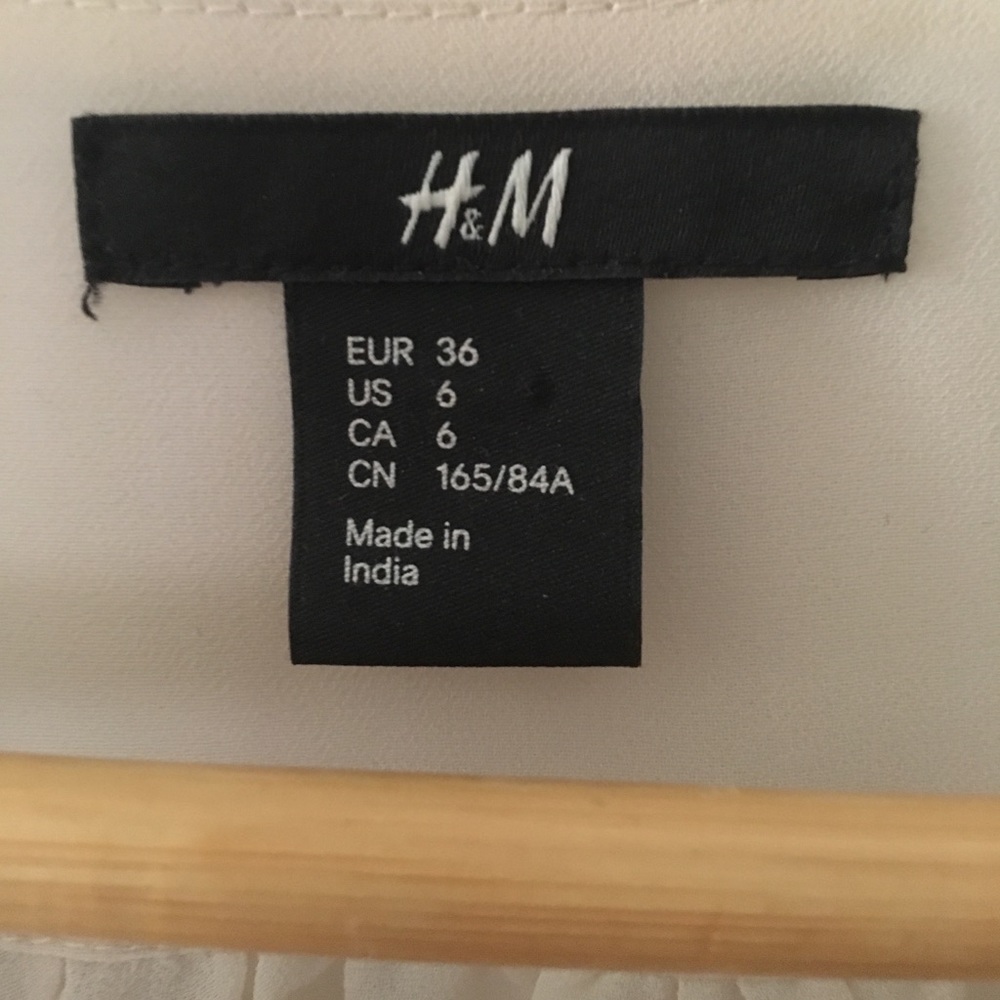 H&M
EUR 36
US 6
CA 6
CN 165/84A
Made in
India